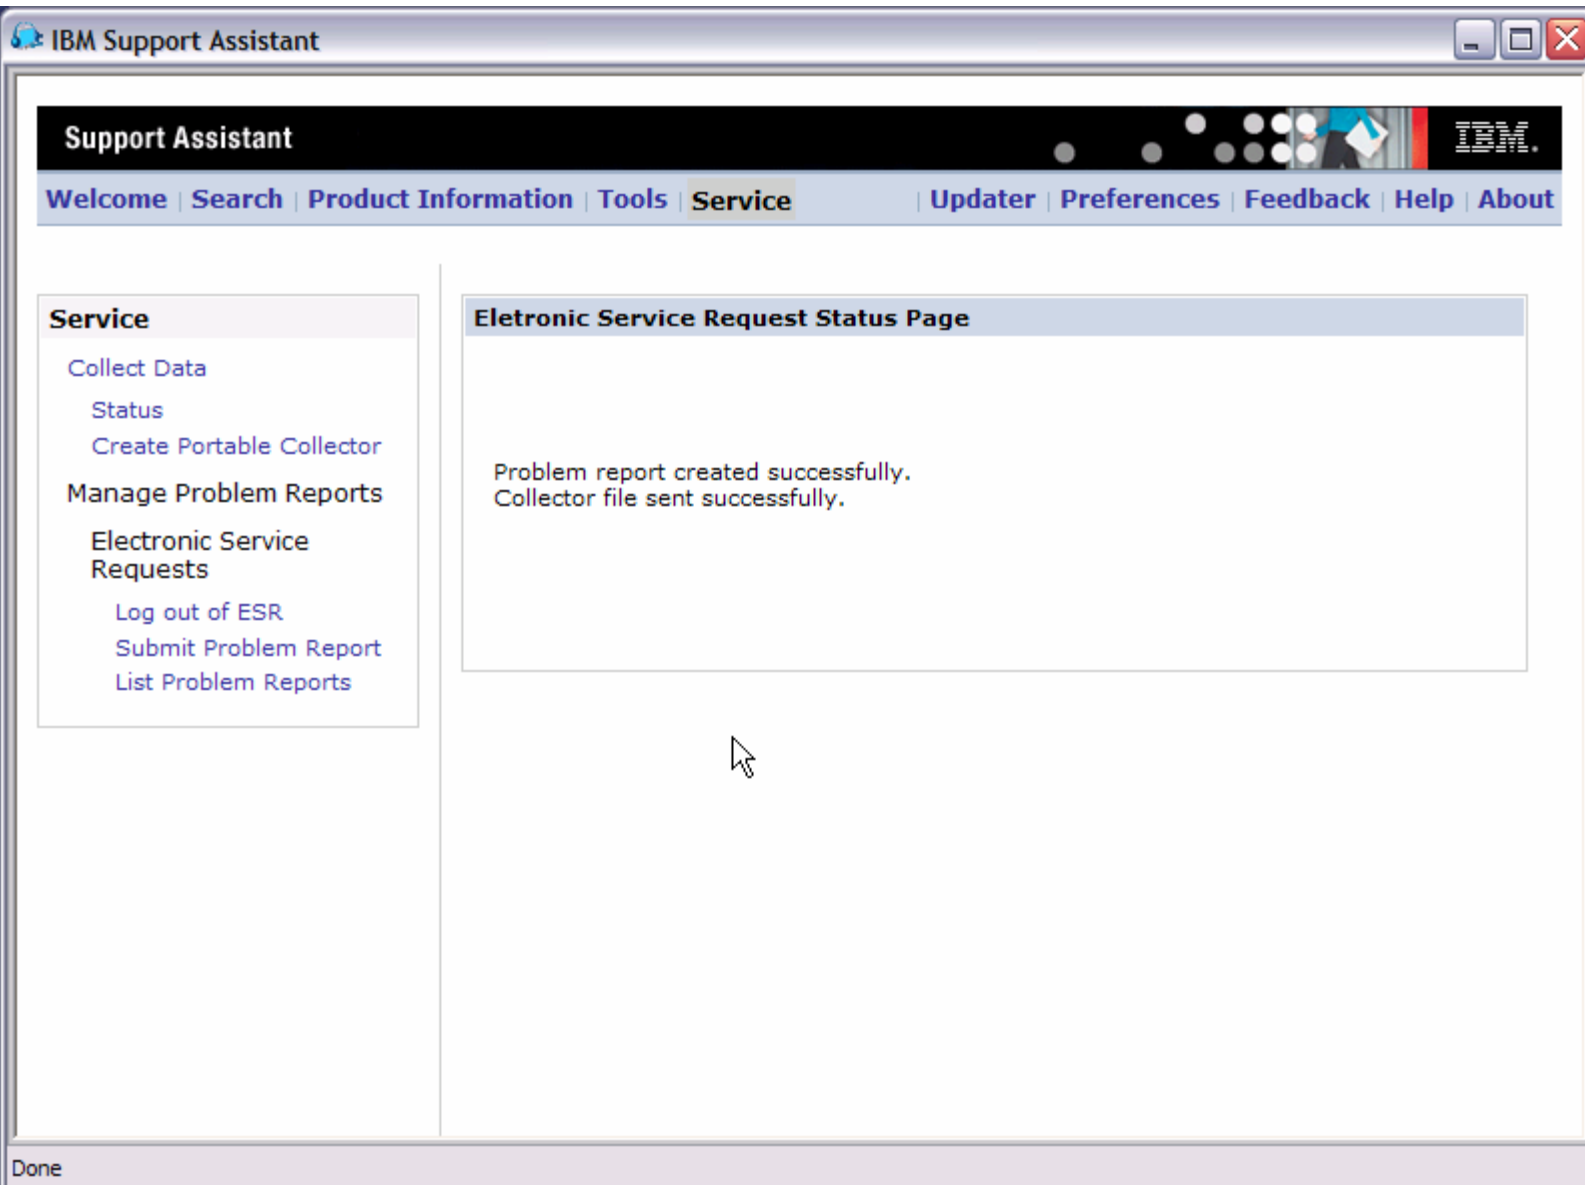 IBM Support Assistant
Support Assistant
IBM.
Welcome | Search | Product Information | Tools | Service | Updater | Preferences | Feedback | Help | About
Service
Collect Data
Status
Create Portable Collector
Manage Problem Reports
Electronic Service
Requests
Log out of ESR
Submit Problem Report
List Problem Reports
Eletronic Service Request Status Page
Problem report created successfully.
Collector file sent successfully.
Done